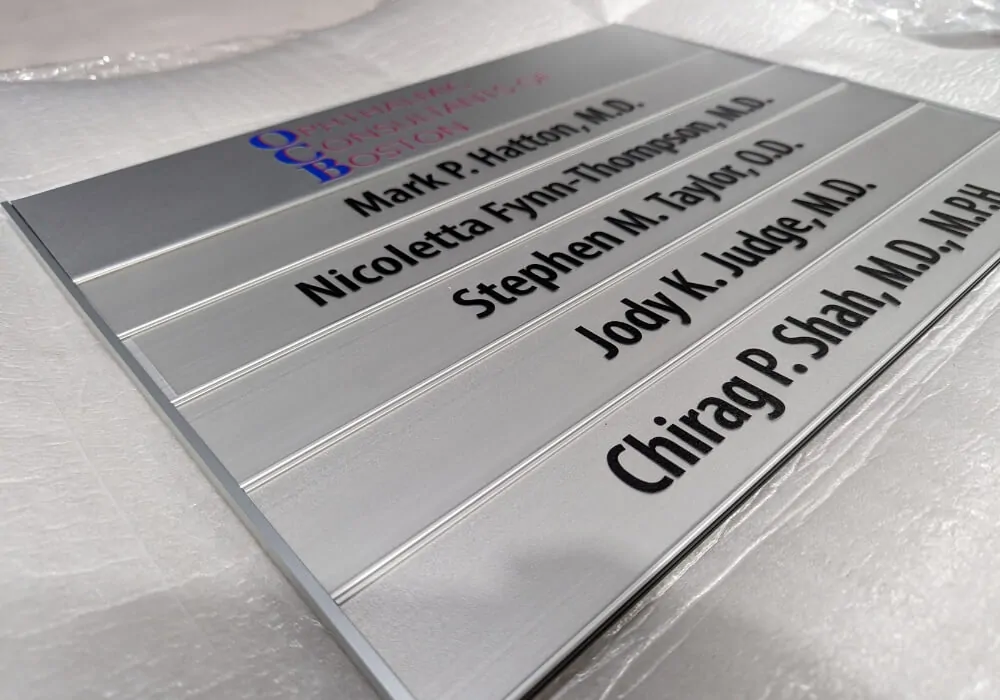 OPHTHALMIC
CONSULTANTS OF
BOSTON
Mark P. Hatton, M.D.
Nicoletta Fynn-Thompson, M.D.
Stephen M. Taylor, O.D.
Jody K. Judge, M.D.
Chirag P. Shah, M.D., M.P.H